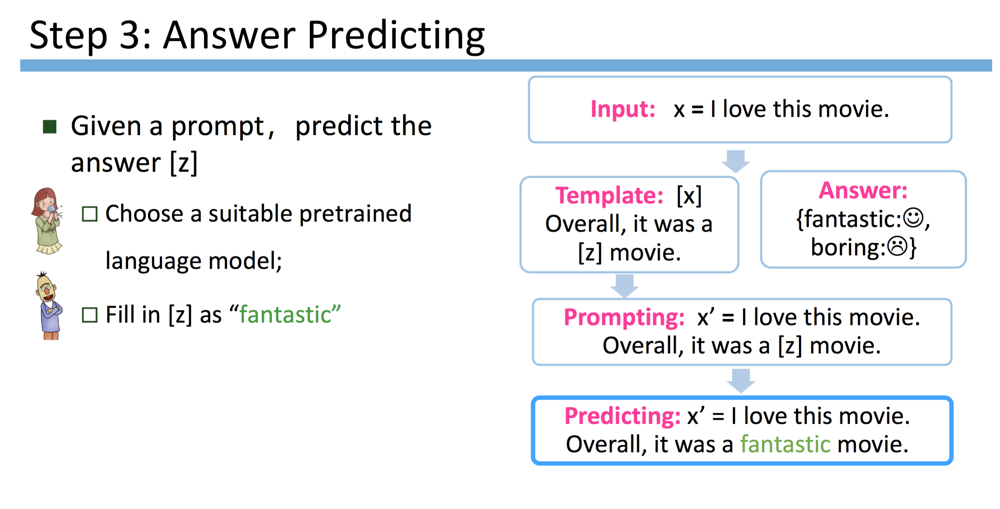 Step 3: Answer Predicting
Given a prompt， predict the
answer [z]
Choose a suitable pretrained
language model;
Fill in [z] as “fantastic”
Prompt
Input: x = I love this movie.
Template: [x]
Overall, it was a
[z] movie.
Answer:
{fantastic:☺,
boring:☹}
Prompting: x’ = I love this movie.
Overall, it was a [z] movie.
Predicting: x’ = I love this movie.
Overall, it was a fantastic movie.